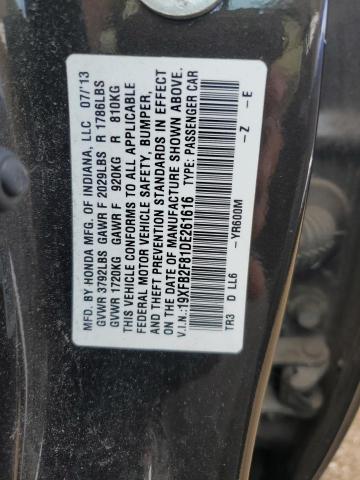 MFD. BY HONDA MFG. OF INDIANA, LLC 07/'13
GVWR 3792LBS GAWR F 2029LBS R 1786LBS
GVWR 1720KG GAWR F 920KG R 810KG
THIS VEHICLE CONFORMS TO ALL APPLICABLE
FEDERAL MOTOR VEHICLE SAFETY, BUMPER,
AND THEFT PREVENTION STANDARDS IN EFFECT
ON THE DATE OF MANUFACTURE SHOWN ABOVE.
V.I.N.: 19XFB2F81DE261616 TYPE: PASSENGER CAR
TR3 D LL6 -YR600M -Z -E